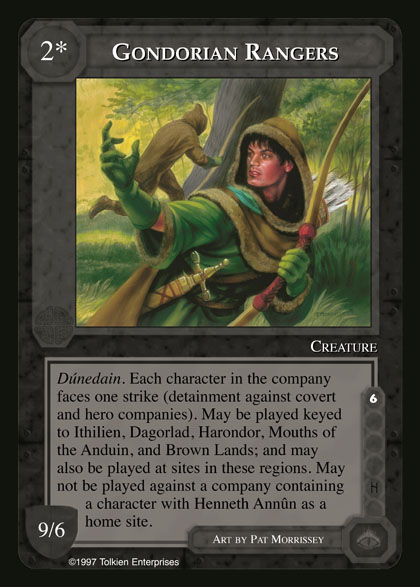 2*
Gondorian Rangers
Creature
Dúnedain. Each character in the company
faces one strike (detainment against covert
and hero companies). May be played keyed
to Ithilien, Dagorlad, Harondor, Mouths of
the Anduin, and Brown Lands; and may
also be played at sites in these regions. May
not be played against a company containing
a character with Henneth Annûn as a
home site.
6
9/6
Art by Pat Morrissey
©1997 Tolkien Enterprises